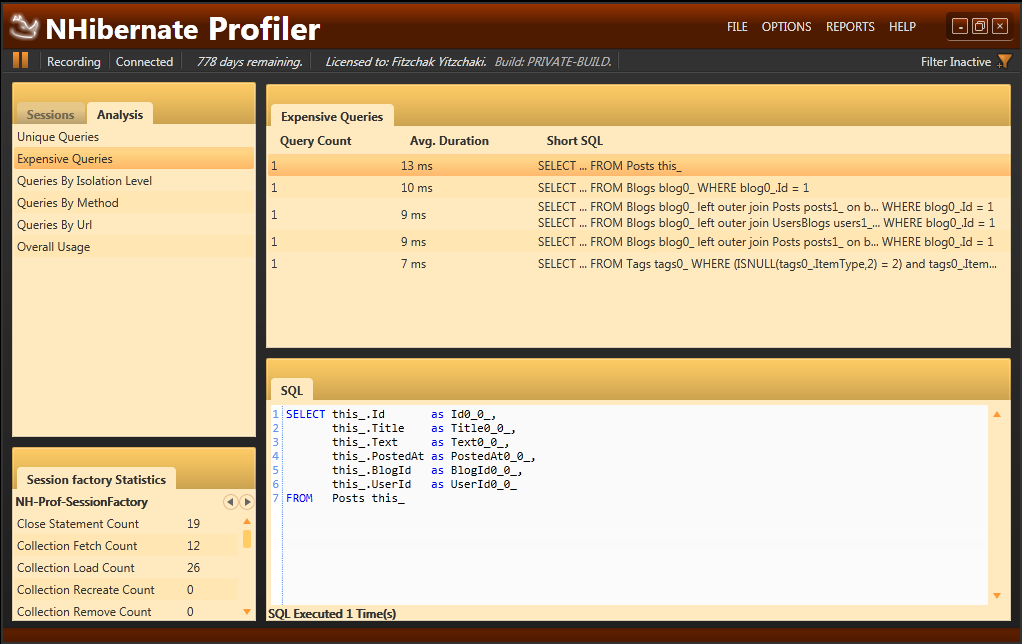 NHibernate Profiler
FILE OPTIONS REPORTS HELP
Recording Connected 778 days remaining. Licensed to: Fitzchak Yitzchaki. Build: PRIVATE-BUILD. Filter Inactive
Sessions Analysis
Unique Queries
Expensive Queries
Queries By Isolation Level
Queries By Method
Queries By Url
Overall Usage
Expensive Queries
Query Count Avg. Duration Short SQL
1 13 ms SELECT ... FROM Posts this_
1 10 ms SELECT ... FROM Blogs blog0_ WHERE blog0_.Id = 1
1 9 ms SELECT ... FROM Blogs blog0_ left outer join Posts posts1_ on b... WHERE blog0_.Id = 1
SELECT ... FROM Blogs blog0_ left outer join UsersBlogs users1_... WHERE blog0_.Id = 1
1 9 ms SELECT ... FROM Blogs blog0_ left outer join Posts posts1_ on b... WHERE blog0_.Id = 1
1 7 ms SELECT ... FROM Tags tags0_ WHERE (ISNULL(tags0_.ItemType,2) = 2) and tags0_.Item...
Session factory Statistics
NH-Prof-SessionFactory
Close Statement Count 19
Collection Fetch Count 12
Collection Load Count 26
Collection Recreate Count 0
Collection Remove Count 0
SQL
1 SELECT this_.Id as Id0_0_,
2 this_.Title as Title0_0_,
3 this_.Text as Text0_0_,
4 this_.PostedAt as PostedAt0_0_,
5 this_.BlogId as BlogId0_0_,
6 this_.UserId as UserId0_0_
7 FROM Posts this_
SQL Executed 1 Time(s)